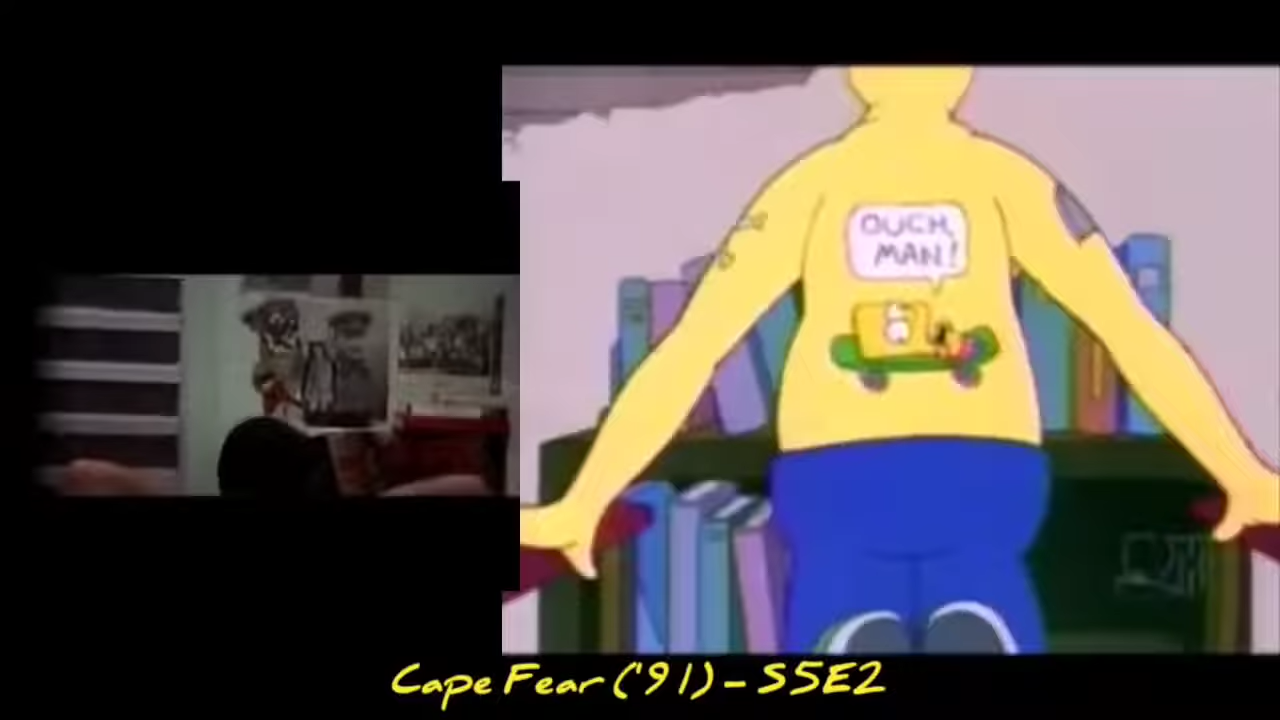 OUCH,
MAN!
Cape Fear ('91) – S5E2